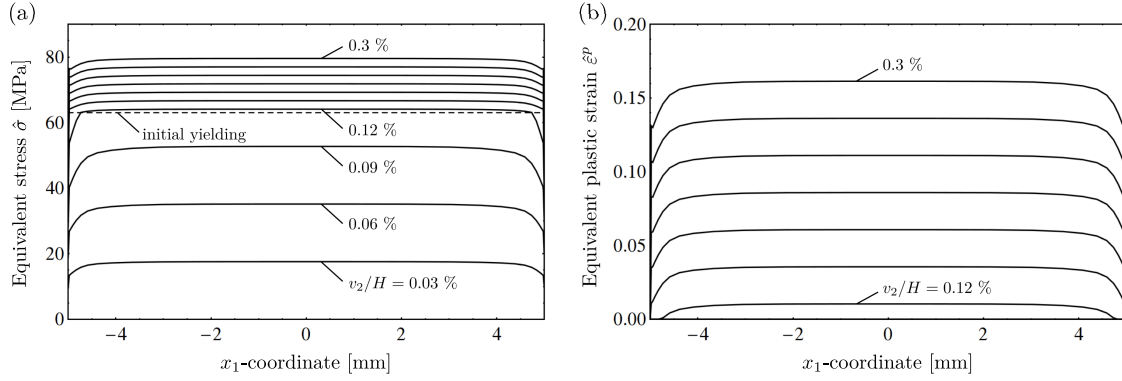 (a)
80
60
40
20
0
Equivalent stress σ̂ [MPa]
0.3 %
initial yielding
0.12 %
0.09 %
0.06 %
v₂/H = 0.03 %
−4 −2 0 2 4
x₁-coordinate [mm]
(b)
0.20
0.15
0.10
0.05
0.00
Equivalent plastic strain ε̂ᵖ
0.3 %
v₂/H = 0.12 %
−4 −2 0 2 4
x₁-coordinate [mm]